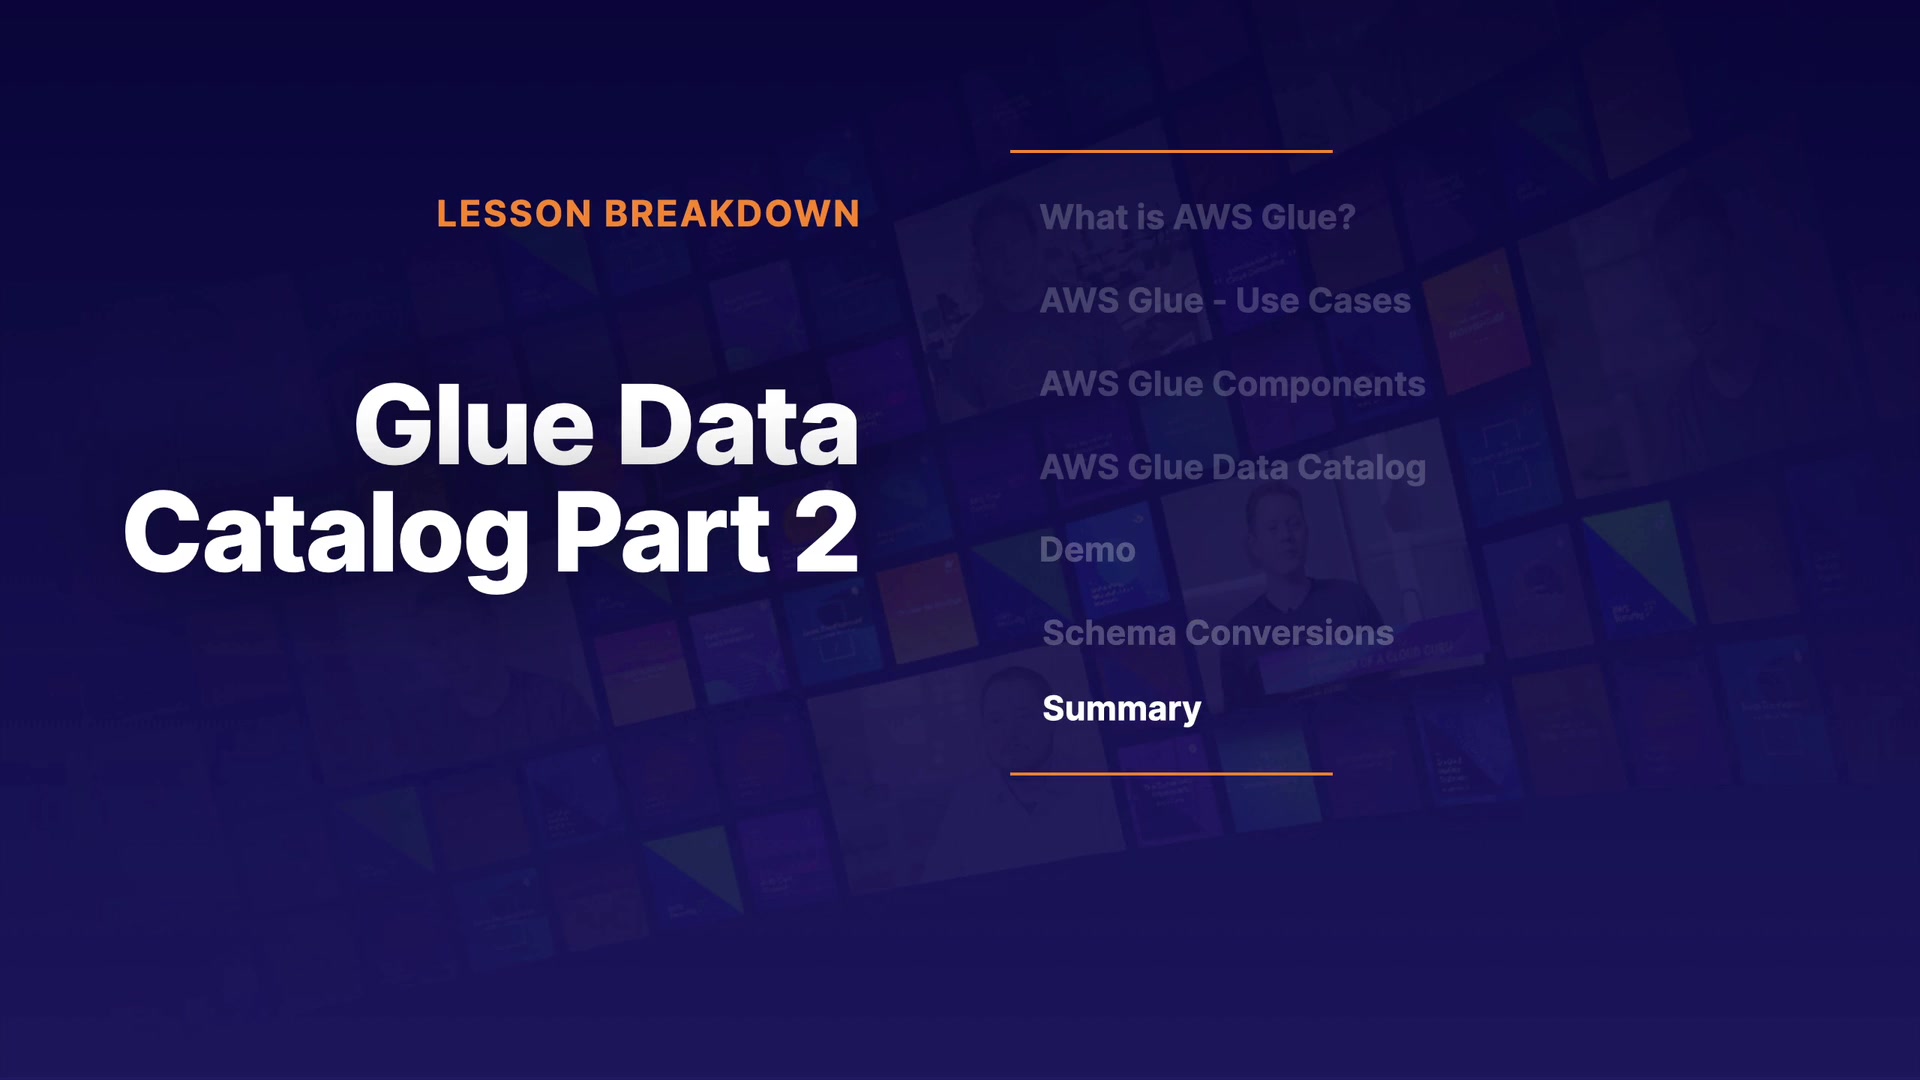 LESSON BREAKDOWN
Glue Data
Catalog Part 2
What is AWS Glue?
AWS Glue - Use Cases
AWS Glue Components
AWS Glue Data Catalog
Demo
Schema Conversions
Summary